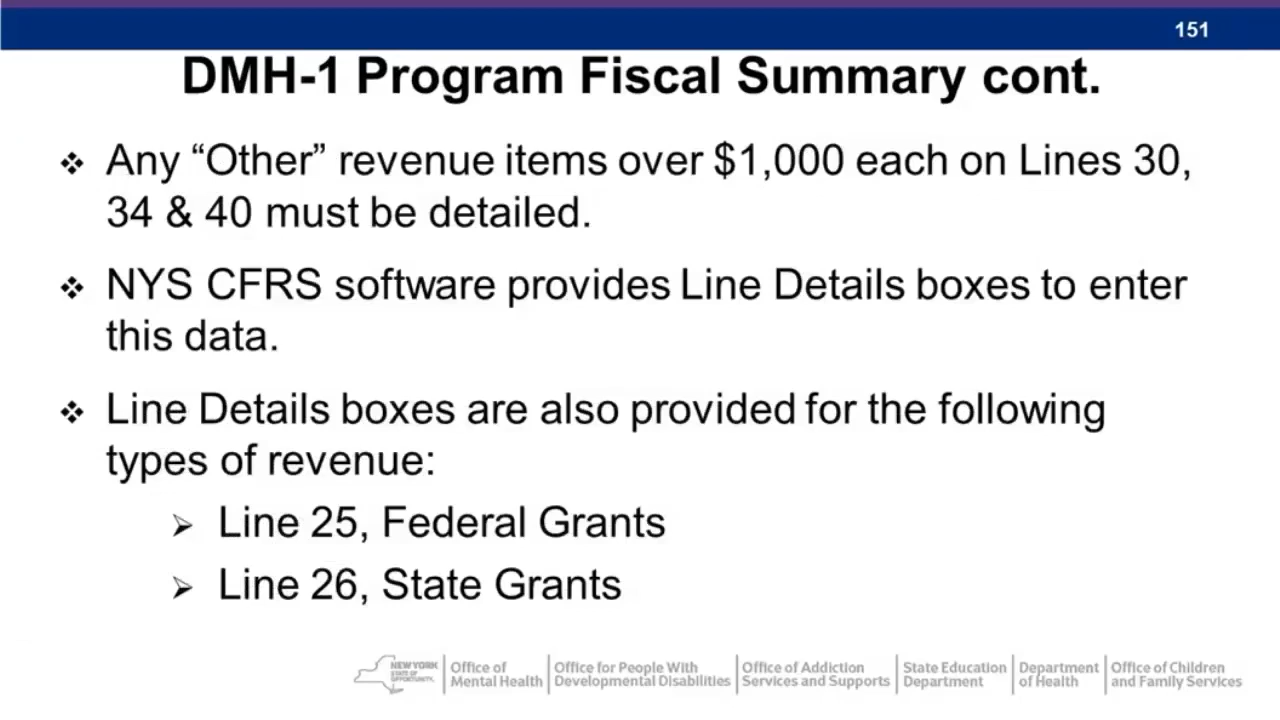 151
DMH-1 Program Fiscal Summary cont.
❖ Any “Other” revenue items over $1,000 each on Lines 30,
34 & 40 must be detailed.
❖ NYS CFRS software provides Line Details boxes to enter
this data.
❖ Line Details boxes are also provided for the following
types of revenue:
➢ Line 25, Federal Grants
➢ Line 26, State Grants
NEW YORK
STATE OF
OPPORTUNITY.
Office of
Mental Health
Office for People With
Developmental Disabilities
Office of Addiction
Services and Supports
State Education
Department
Department
of Health
Office of Children
and Family Services